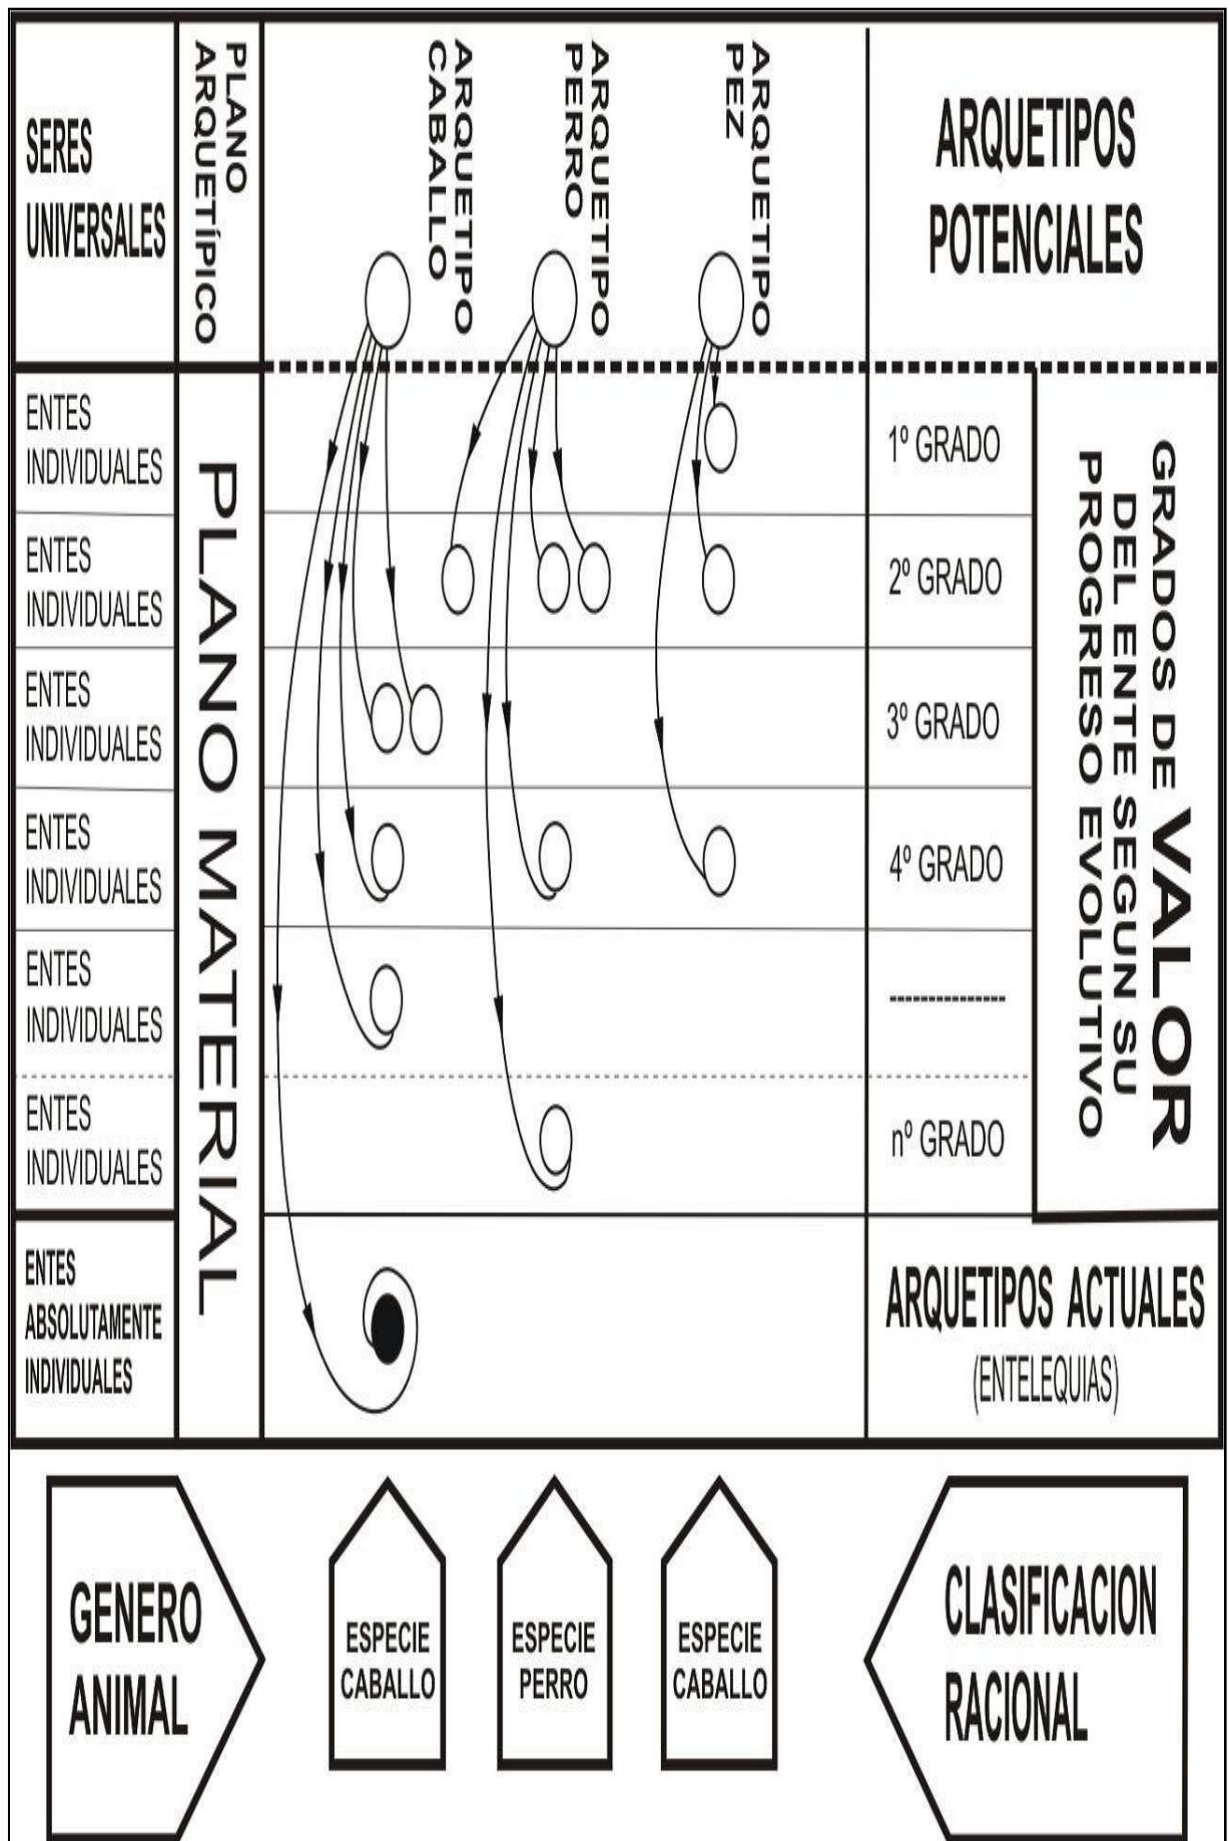 SERES
UNIVERSALES
PLANO
ARQUETÍPICO
ARQUETIPO
CABALLO
ARQUETIPO
PERRO
ARQUETIPO
PEZ
ARQUETIPOS
POTENCIALES
ENTES
INDIVIDUALES
1º GRADO
ENTES
INDIVIDUALES
2º GRADO
ENTES
INDIVIDUALES
3º GRADO
ENTES
INDIVIDUALES
4º GRADO
ENTES
INDIVIDUALES
---------------
ENTES
INDIVIDUALES
nº GRADO
PLANO MATERIAL
GRADOS DE VALOR
DEL ENTE SEGUN SU
PROGRESO EVOLUTIVO
ENTES
ABSOLUTAMENTE
INDIVIDUALES
ARQUETIPOS ACTUALES
(ENTELEQUIAS)
GENERO
ANIMAL
ESPECIE
CABALLO
ESPECIE
PERRO
ESPECIE
CABALLO
CLASIFICACION
RACIONAL